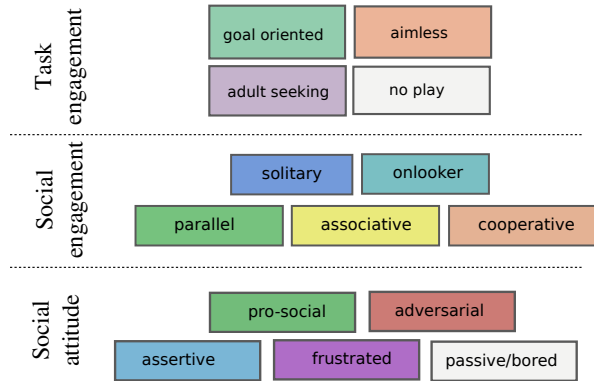 Task
engagement
goal oriented
aimless
adult seeking
no play
Social
engagement
solitary
onlooker
parallel
associative
cooperative
Social
attitude
pro-social
adversarial
assertive
frustrated
passive/bored